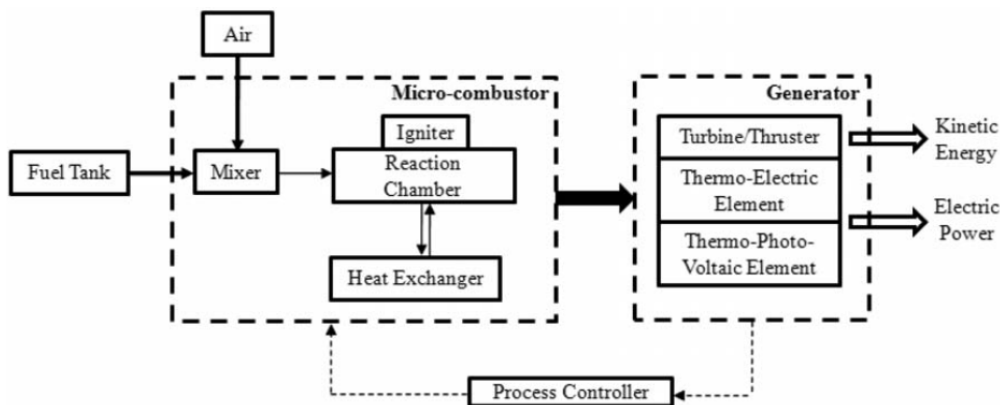 Air
Micro-combustor
Generator
Igniter
Turbine/Thruster
Kinetic
Energy
Fuel Tank
Mixer
Reaction
Chamber
Thermo-Electric
Element
Electric
Power
Thermo-Photo-
Voltaic Element
Heat Exchanger
Process Controller